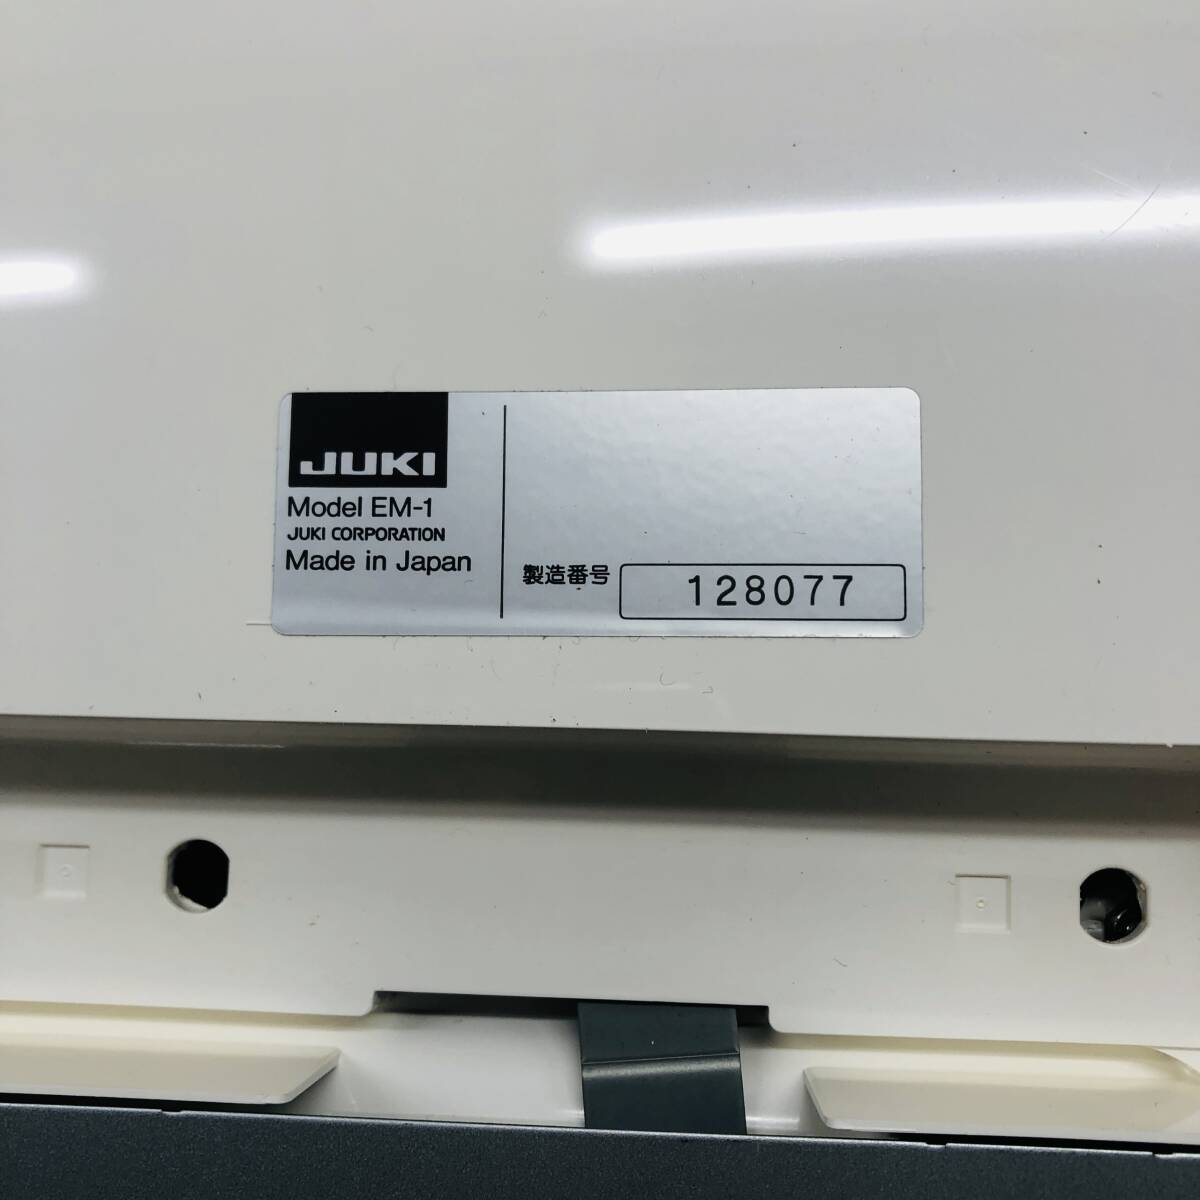 JUKI
Model EM-1
JUKI CORPORATION
Made in Japan
製造番号 128077